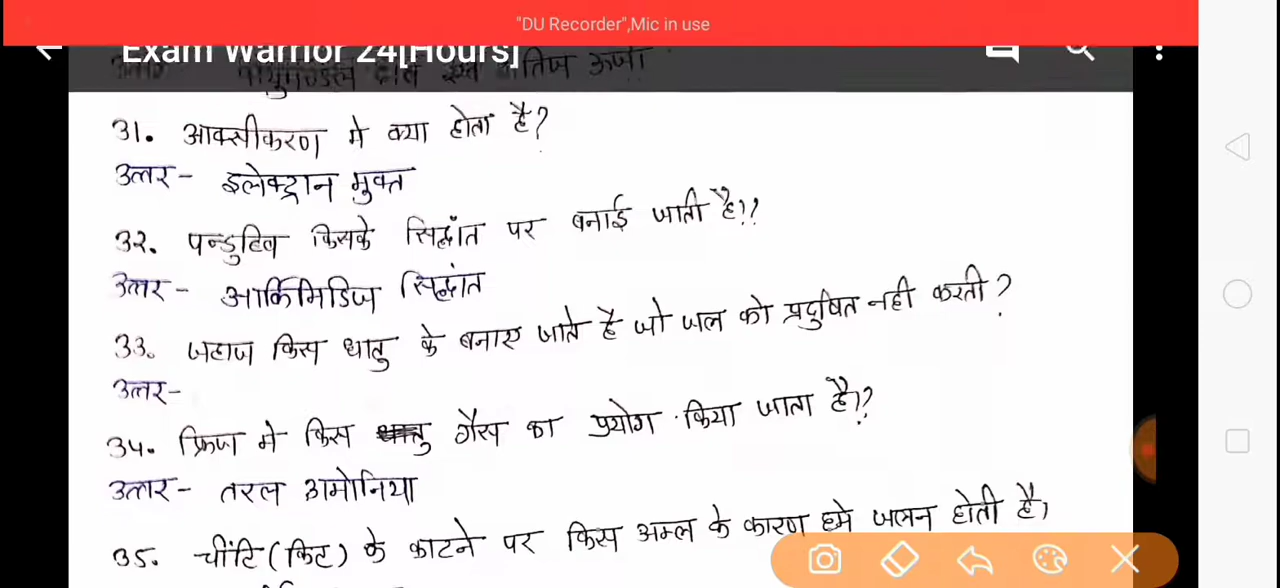 "DU Recorder",Mic in use
Exam Warrior 24[Hours]
ऊर्जा
31. आक्सीकरण मे क्या होता है?
उत्तर- इलेक्ट्रान मुक्त
32. पन्डुव्वि किसके सिद्धाँत पर बनाई जाती है??
उत्तर- आर्किमिडिज सिद्धांत
33. जहाज किस धातु के बनाए जाते है जो जल को प्रदुषित नही करती?
उत्तर-
34. फ्रिज मे किस गैस का प्रयोग किया जाता है??
उत्तर- तरल अमोनिया
35. चींटि (किट) के काटने पर किस अम्ल के कारण हमे जलन होती है